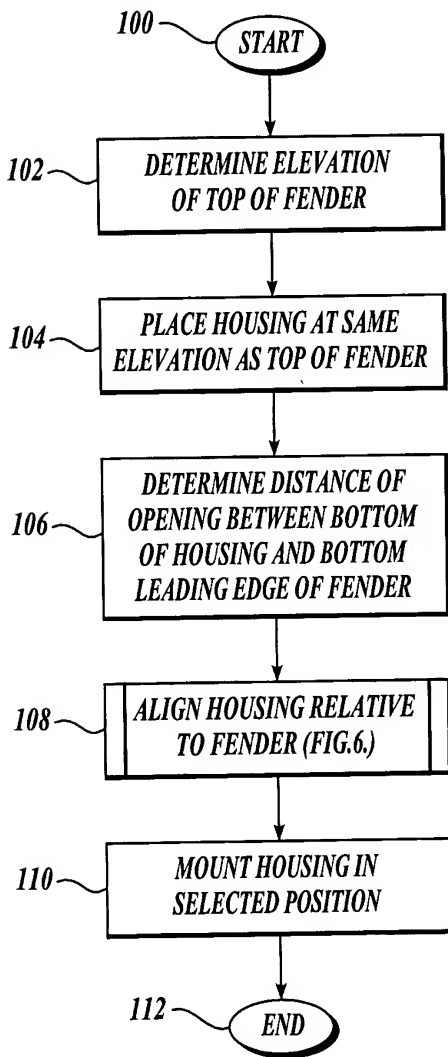 100
START
102
DETERMINE ELEVATION
OF TOP OF FENDER
104
PLACE HOUSING AT SAME
ELEVATION AS TOP OF FENDER
106
DETERMINE DISTANCE OF
OPENING BETWEEN BOTTOM
OF HOUSING AND BOTTOM
LEADING EDGE OF FENDER
108
ALIGN HOUSING RELATIVE
TO FENDER (FIG.6.)
110
MOUNT HOUSING IN
SELECTED POSITION
112
END